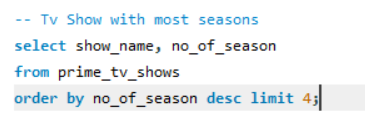 -- Tv Show with most seasons
select show_name, no_of_season
from prime_tv_shows
order by no_of_season desc limit 4;